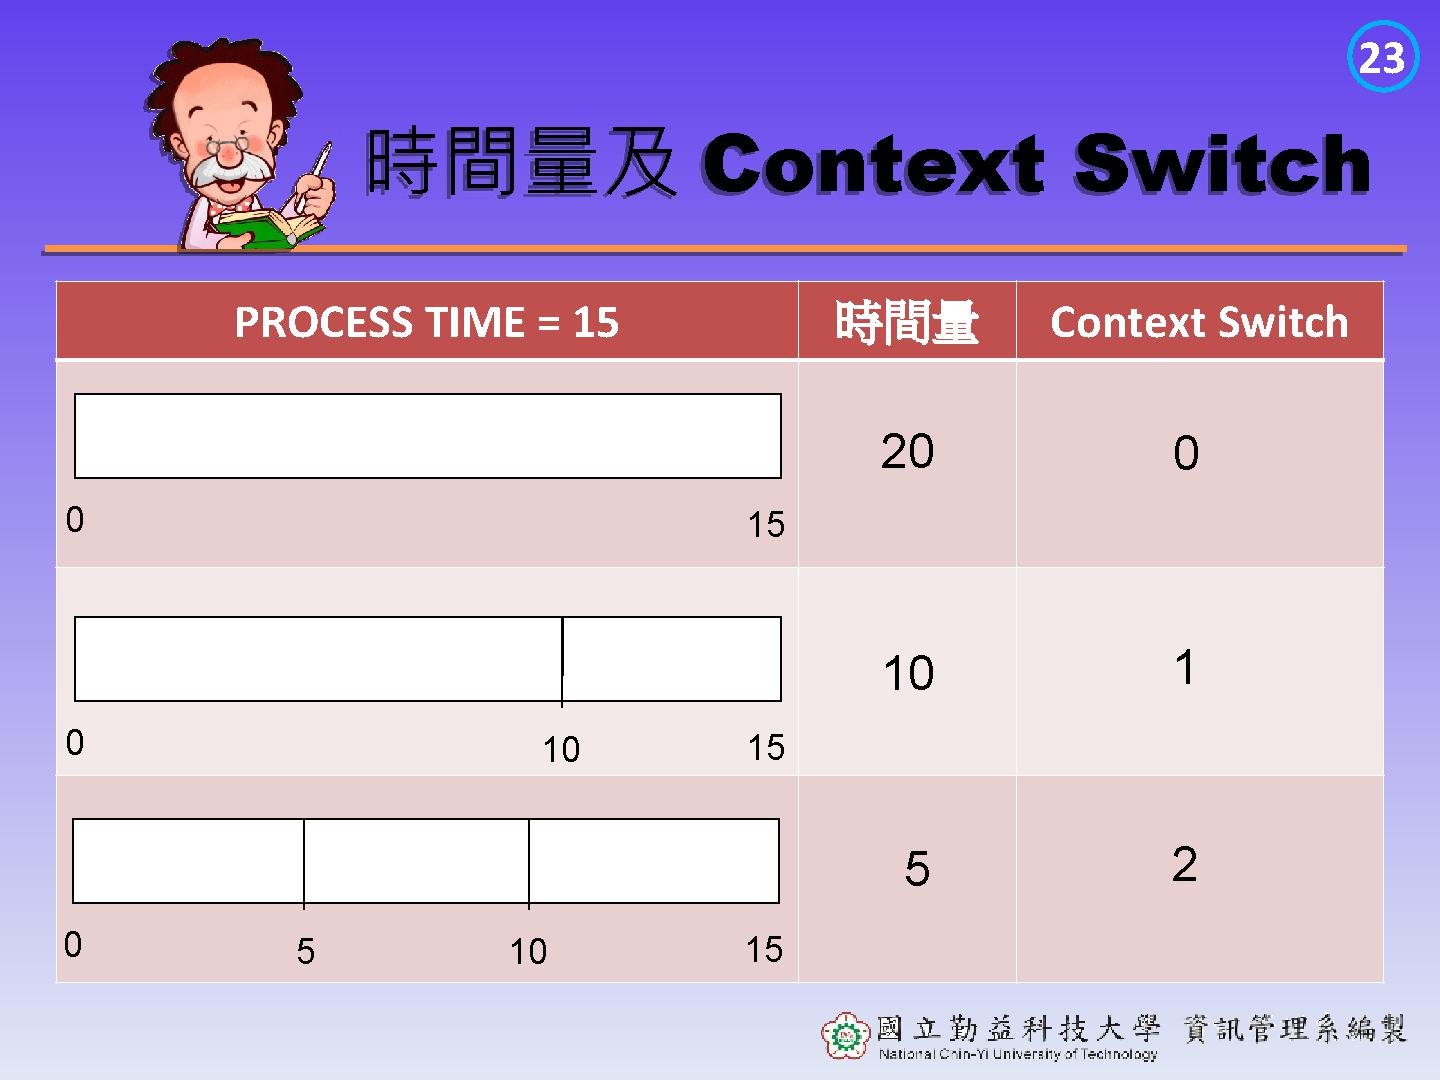 23
時間量及 Context Switch
PROCESS TIME = 15 時間量 Context Switch
20 0
0 15
10 1
0 10 15
5 2
0 5 10 15
國立勤益科技大學 資訊管理系編製
National Chin-Yi University of Technology